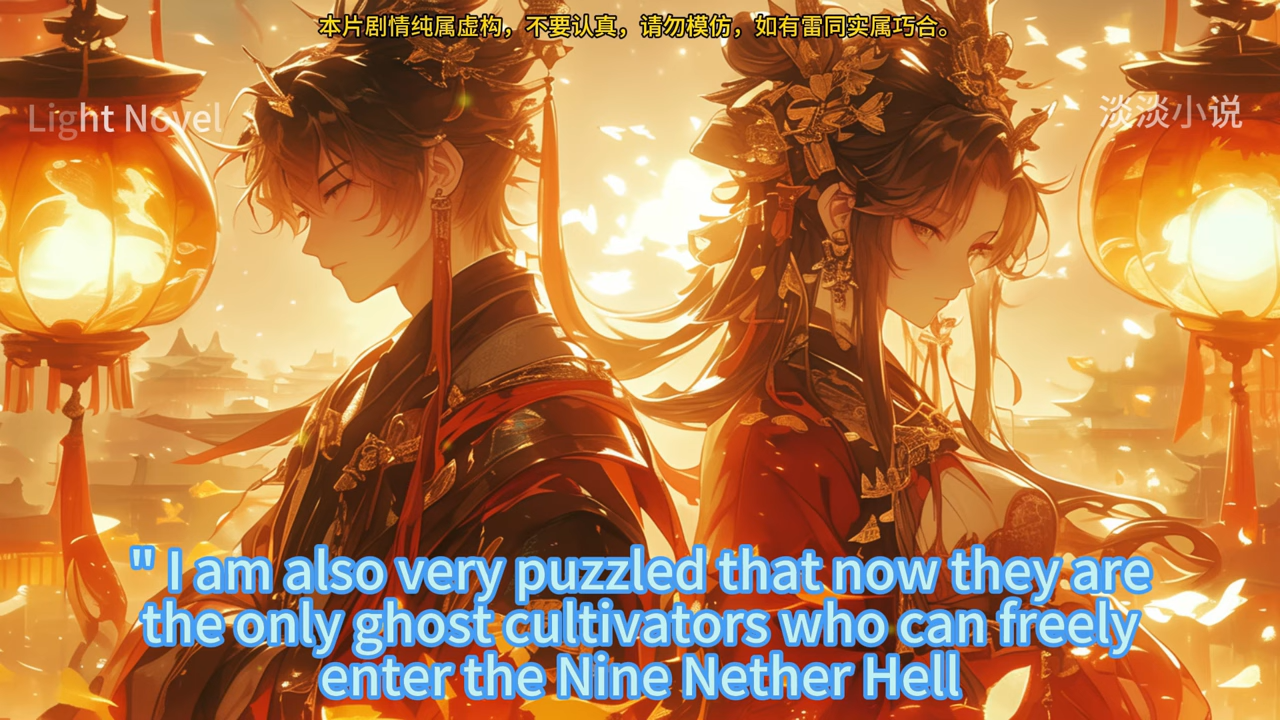 本片剧情纯属虚构，不要认真，请勿模仿，如有雷同实属巧合。
Light Novel
淡淡小说
" I am also very puzzled that now they are
the only ghost cultivators who can freely
enter the Nine Nether Hell